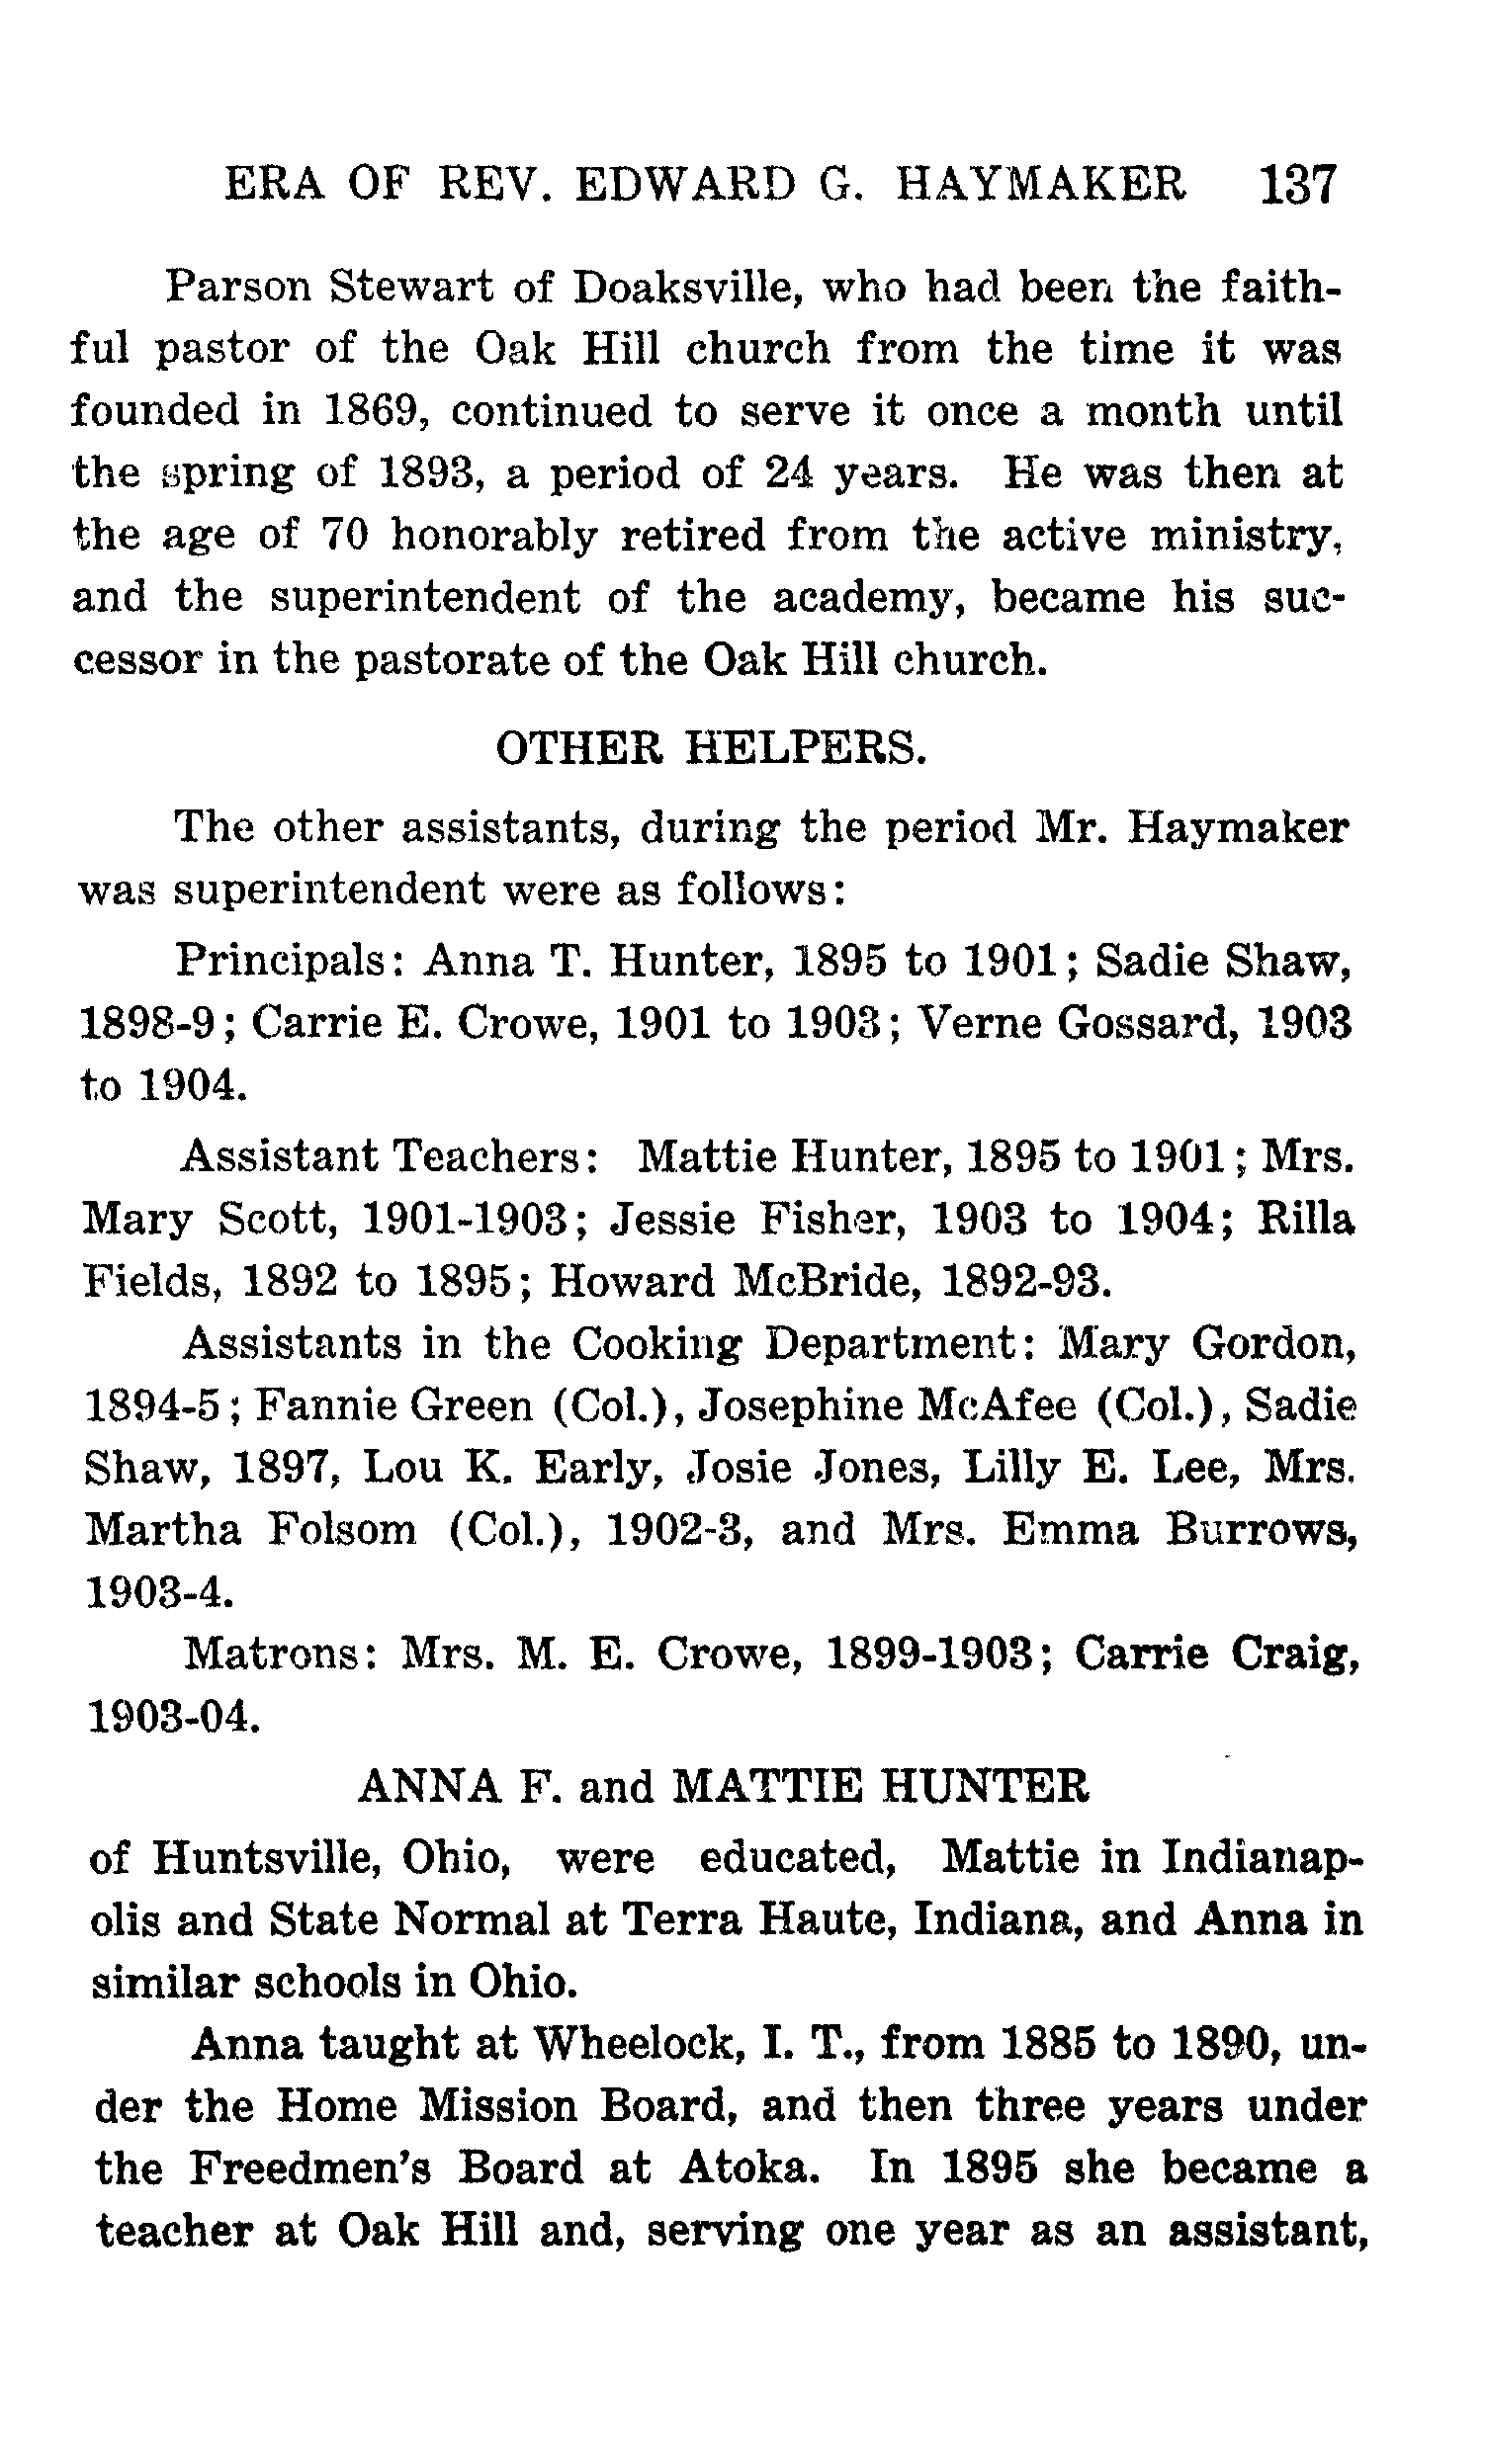 ERA OF REV. EDWARD G. HAYMAKER 137
Parson Stewart of Doaksville, who had been the faith-
ful pastor of the Oak Hill church from the time it was
founded in 1869, continued to serve it once a month until
the spring of 1893, a period of 24 years. He was then at
the age of 70 honorably retired from the active ministry,
and the superintendent of the academy, became his suc-
cessor in the pastorate of the Oak Hill church.
OTHER HELPERS.
The other assistants, during the period Mr. Haymaker
was superintendent were as follows:
Principals: Anna T. Hunter, 1895 to 1901; Sadie Shaw,
1898-9; Carrie E. Crowe, 1901 to 1903; Verne Gossard, 1903
to 1904.
Assistant Teachers: Mattie Hunter, 1895 to 1901; Mrs.
Mary Scott, 1901-1903; Jessie Fisher, 1903 to 1904; Rilla
Fields, 1892 to 1895; Howard McBride, 1892-93.
Assistants in the Cooking Department: Mary Gordon,
1894-5; Fannie Green (Col.), Josephine McAfee (Col.), Sadie
Shaw, 1897, Lou K. Early, Josie Jones, Lilly E. Lee, Mrs.
Martha Folsom (Col.), 1902-3, and Mrs. Emma Burrows,
1903-4.
Matrons: Mrs. M. E. Crowe, 1899-1903; Carrie Craig,
1903-04.
ANNA F. and MATTIE HUNTER
of Huntsville, Ohio, were educated, Mattie in Indianap-
olis and State Normal at Terra Haute, Indiana, and Anna in
similar schools in Ohio.
Anna taught at Wheelock, I. T., from 1885 to 1890, un-
der the Home Mission Board, and then three years under
the Freedmen's Board at Atoka. In 1895 she became a
teacher at Oak Hill and, serving one year as an assistant,